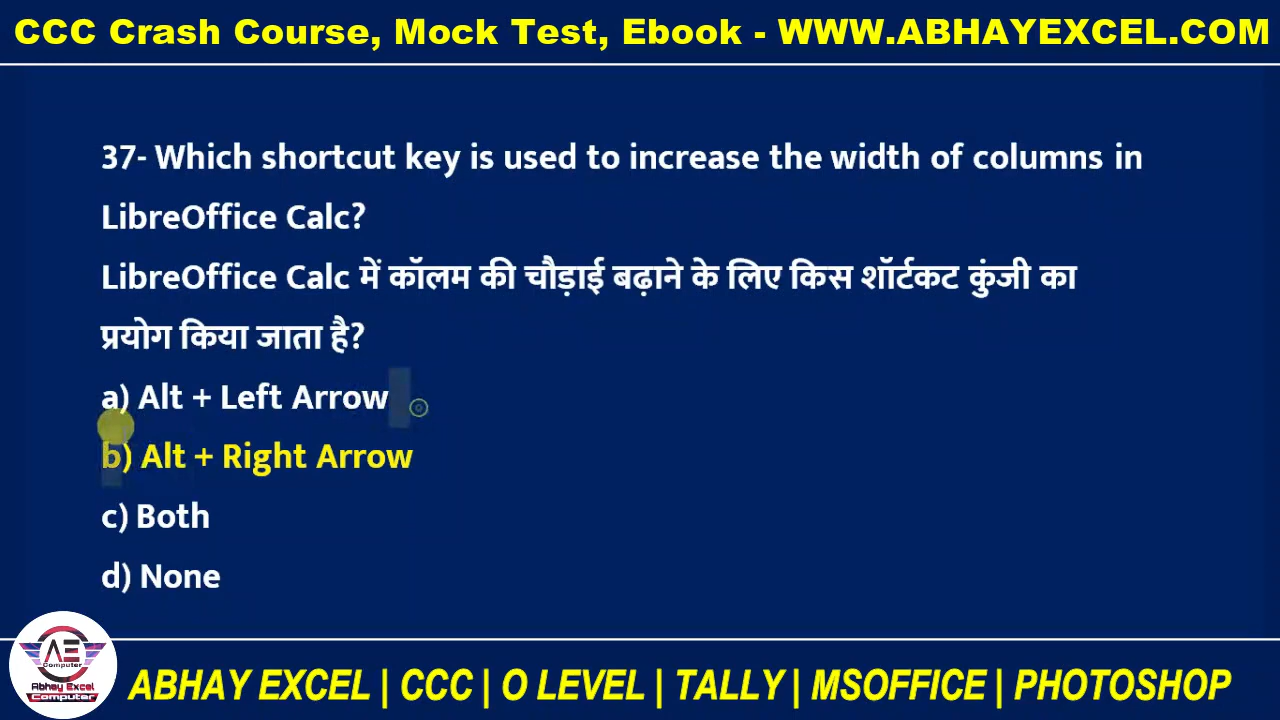 CCC Crash Course, Mock Test, Ebook - WWW.ABHAYEXCEL.COM
37- Which shortcut key is used to increase the width of columns in
LibreOffice Calc?
LibreOffice Calc में कॉलम की चौड़ाई बढ़ाने के लिए किस शॉर्टकट कुंजी का
प्रयोग किया जाता है?
a) Alt + Left Arrow
b) Alt + Right Arrow
c) Both
d) None
AE
Computer
Abhay Excel
Computer
ABHAY EXCEL | CCC | O LEVEL | TALLY | MSOFFICE | PHOTOSHOP